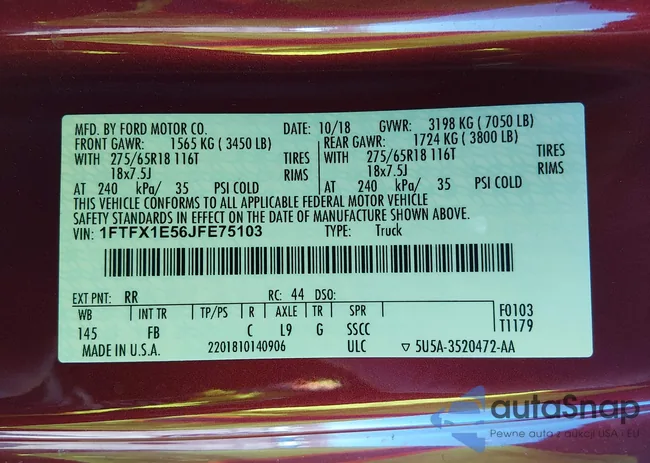 MFD. BY FORD MOTOR CO. DATE: 10/18 GVWR: 3198 KG ( 7050 LB)
FRONT GAWR: 1565 KG ( 3450 LB) REAR GAWR: 1724 KG ( 3800 LB)
WITH 275/65R18 116T TIRES WITH 275/65R18 116T TIRES
18x7.5J RIMS 18x7.5J RIMS
AT 240 kPa/ 35 PSI COLD AT 240 kPa/ 35 PSI COLD
THIS VEHICLE CONFORMS TO ALL APPLICABLE FEDERAL MOTOR VEHICLE
SAFETY STANDARDS IN EFFECT ON THE DATE OF MANUFACTURE SHOWN ABOVE.
VIN: 1FTFX1E56JFE75103 TYPE: Truck
EXT PNT: RR RC: 44 DSO:
WB INT TR TP/PS R AXLE TR SPR F0103
145 FB C L9 G SSCC T1179
MADE IN U.S.A. 2201810140906 ULC ▽ 5U5A-3520472-AA
autoSnap
Pewne auta z aukcji USA · EU